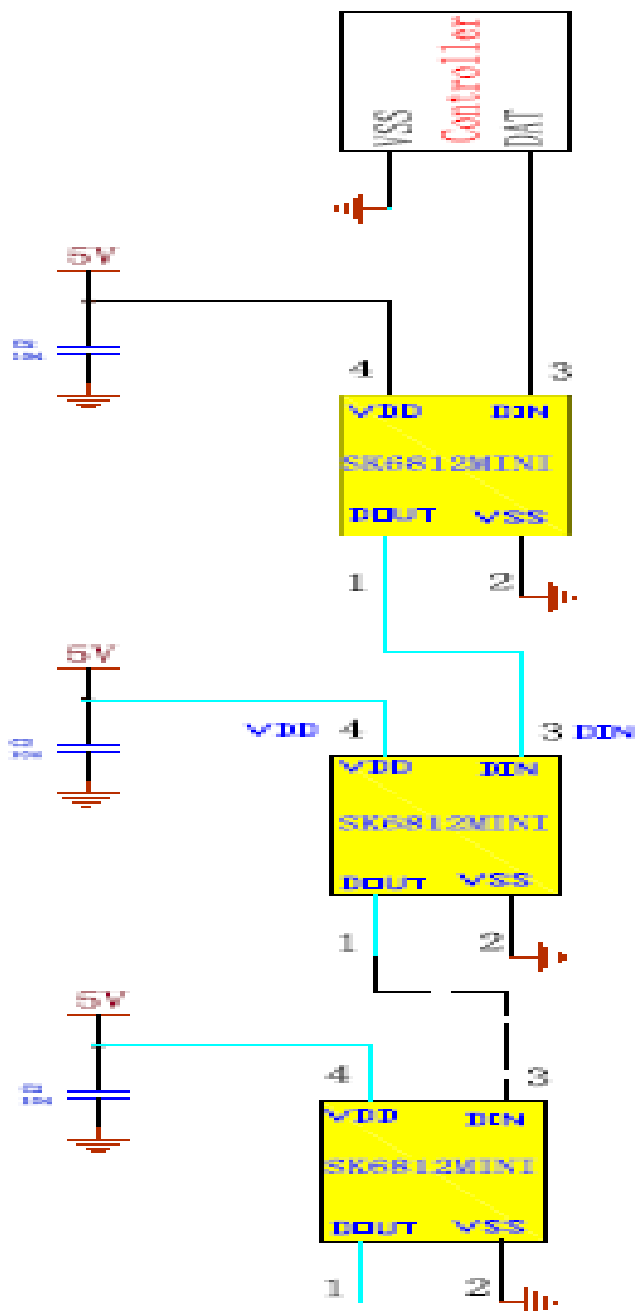 VSS Controller DAT
5V
4 3
VDD DIN
SK6812MINI
DOUT VSS
1 2
5V
VDD 4 3 DIN
VDD DIN
SK6812MINI
DOUT VSS
1 2
5V
4 3
VDD DIN
SK6812MINI
DOUT VSS
1 2